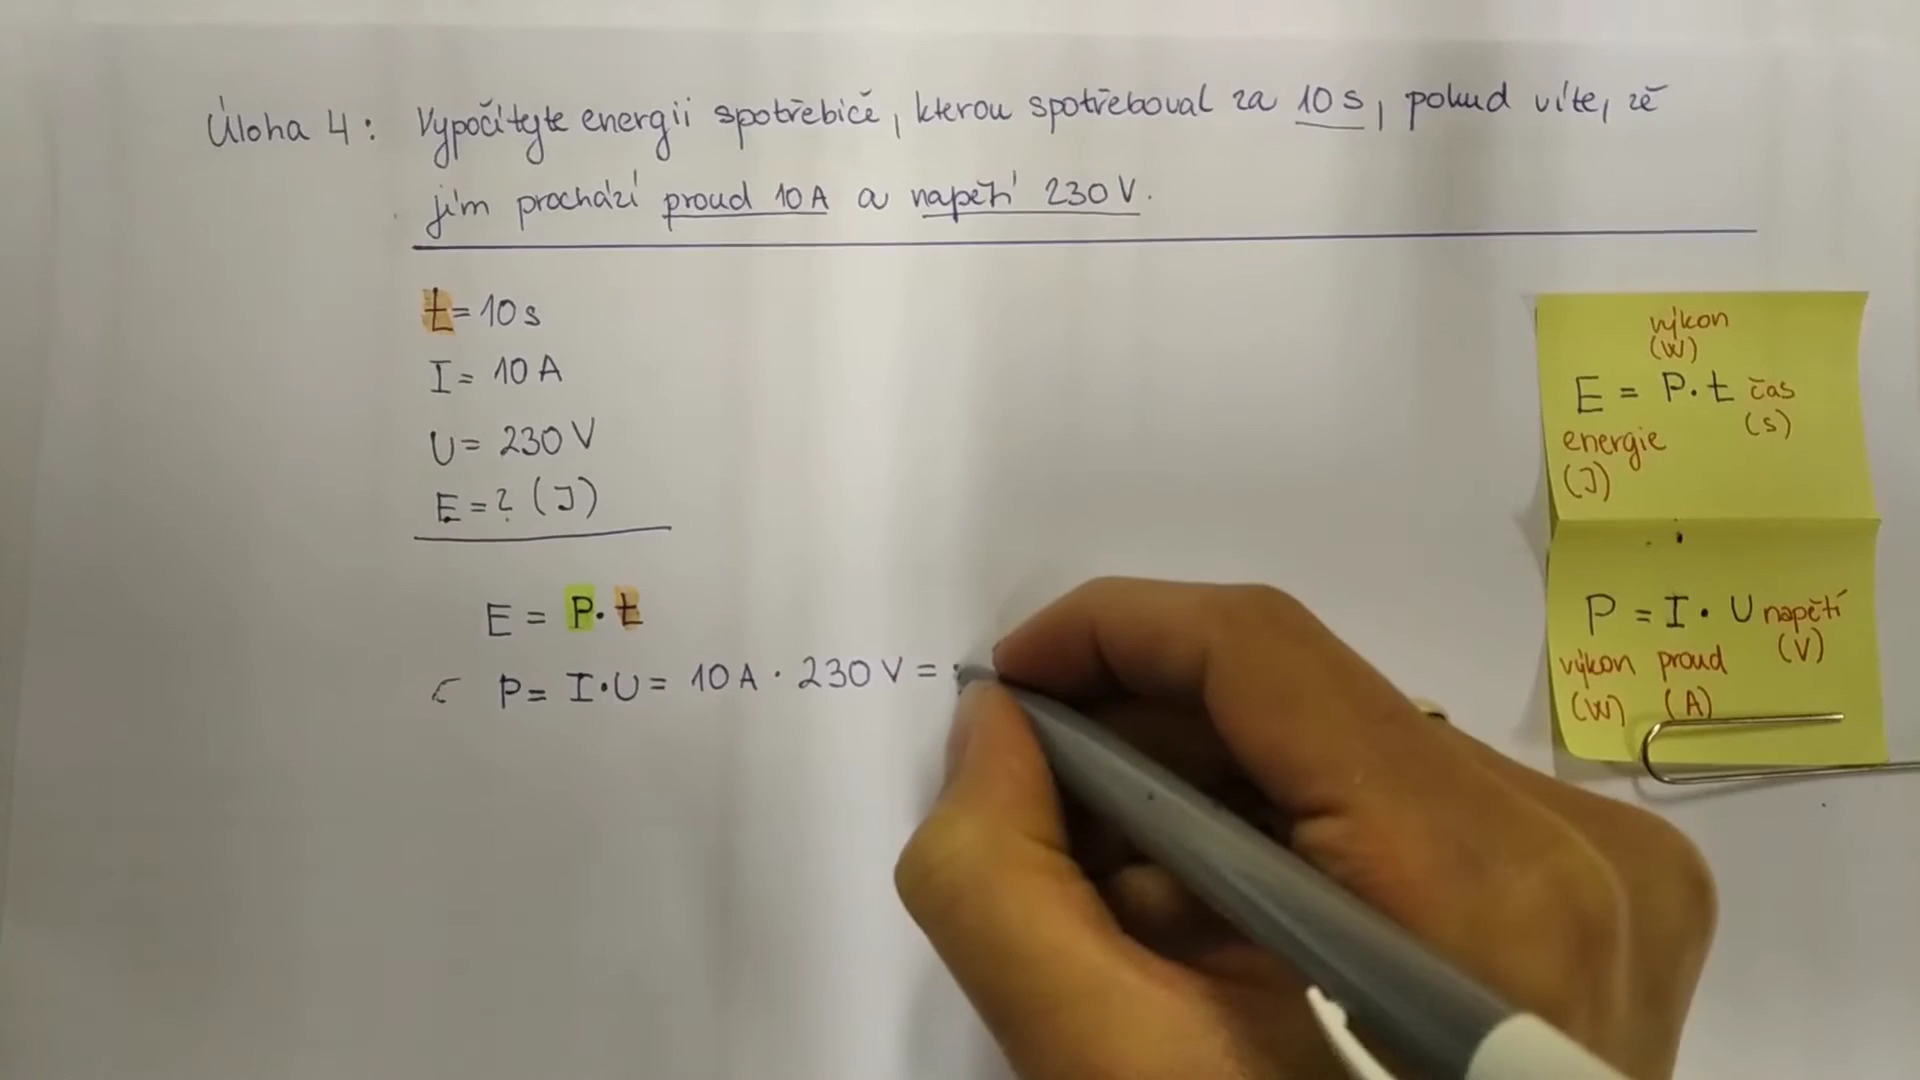 Úloha 4: Vypočítejte energii spotřebiče, kterou spotřeboval za 10 s, pokud víte, že
jím prochází proud 10 A a napětí 230 V.
t = 10 s
I = 10 A
U = 230 V
E = ? (J)
E = P · t
P = I · U = 10 A · 230 V =
výkon
(W)
E = P · t čas
(s)
energie
(J)
P = I · U napětí
(V)
výkon proud
(W) (A)